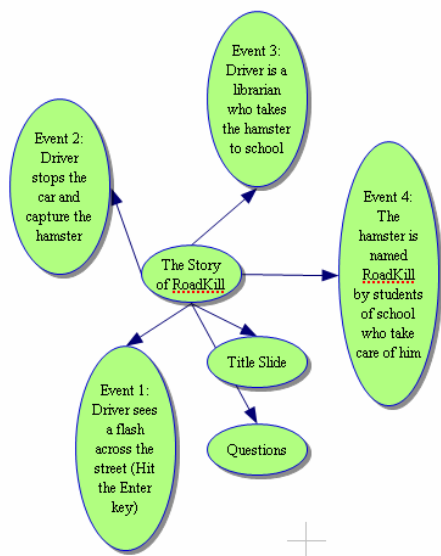 Event 3:
Driver is a
librarian
who takes
the hamster
to school
Event 2:
Driver
stops the
car and
capture the
hamster
Event 4:
The
hamster is
named
RoadKill
by students
of school
who take
care of him
The Story
of RoadKill
Title Slide
Event 1:
Driver sees
a flash
across the
street (Hit
the Enter
key)
Questions